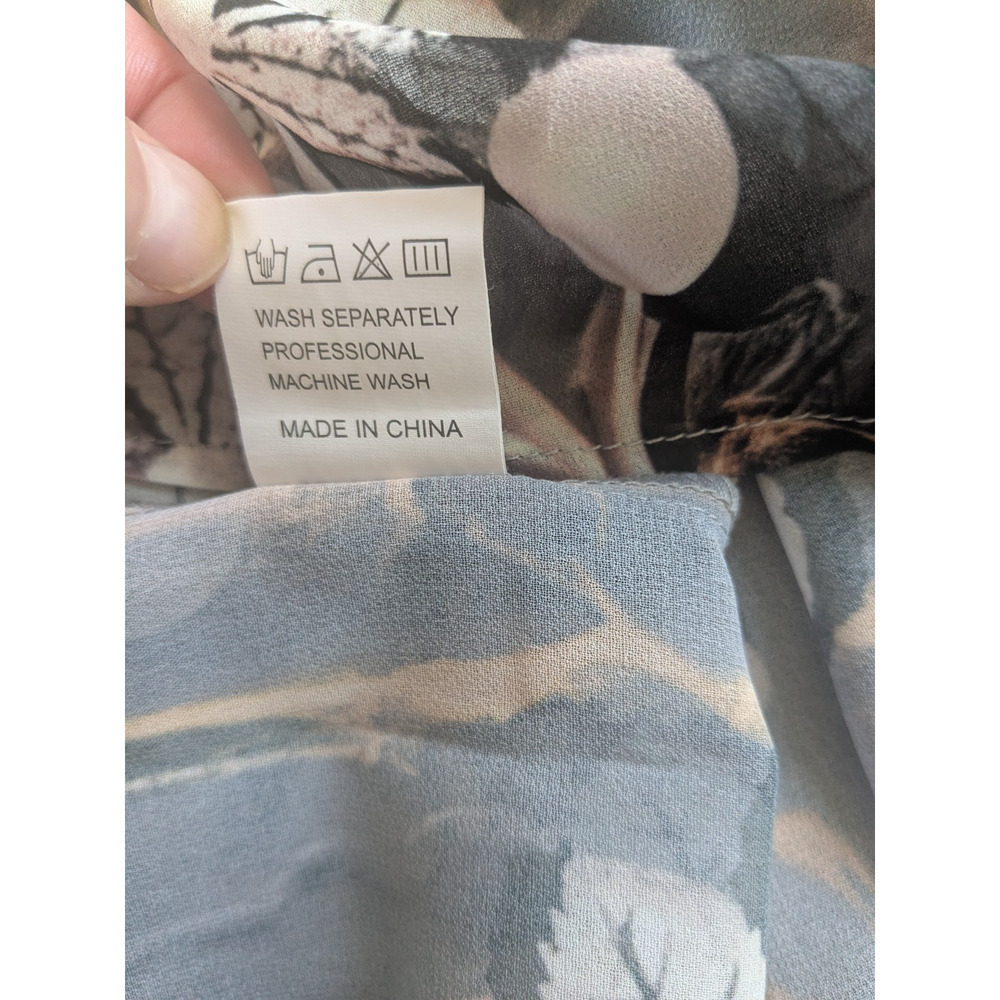 WASH SEPARATELY
PROFESSIONAL
MACHINE WASH
MADE IN CHINA